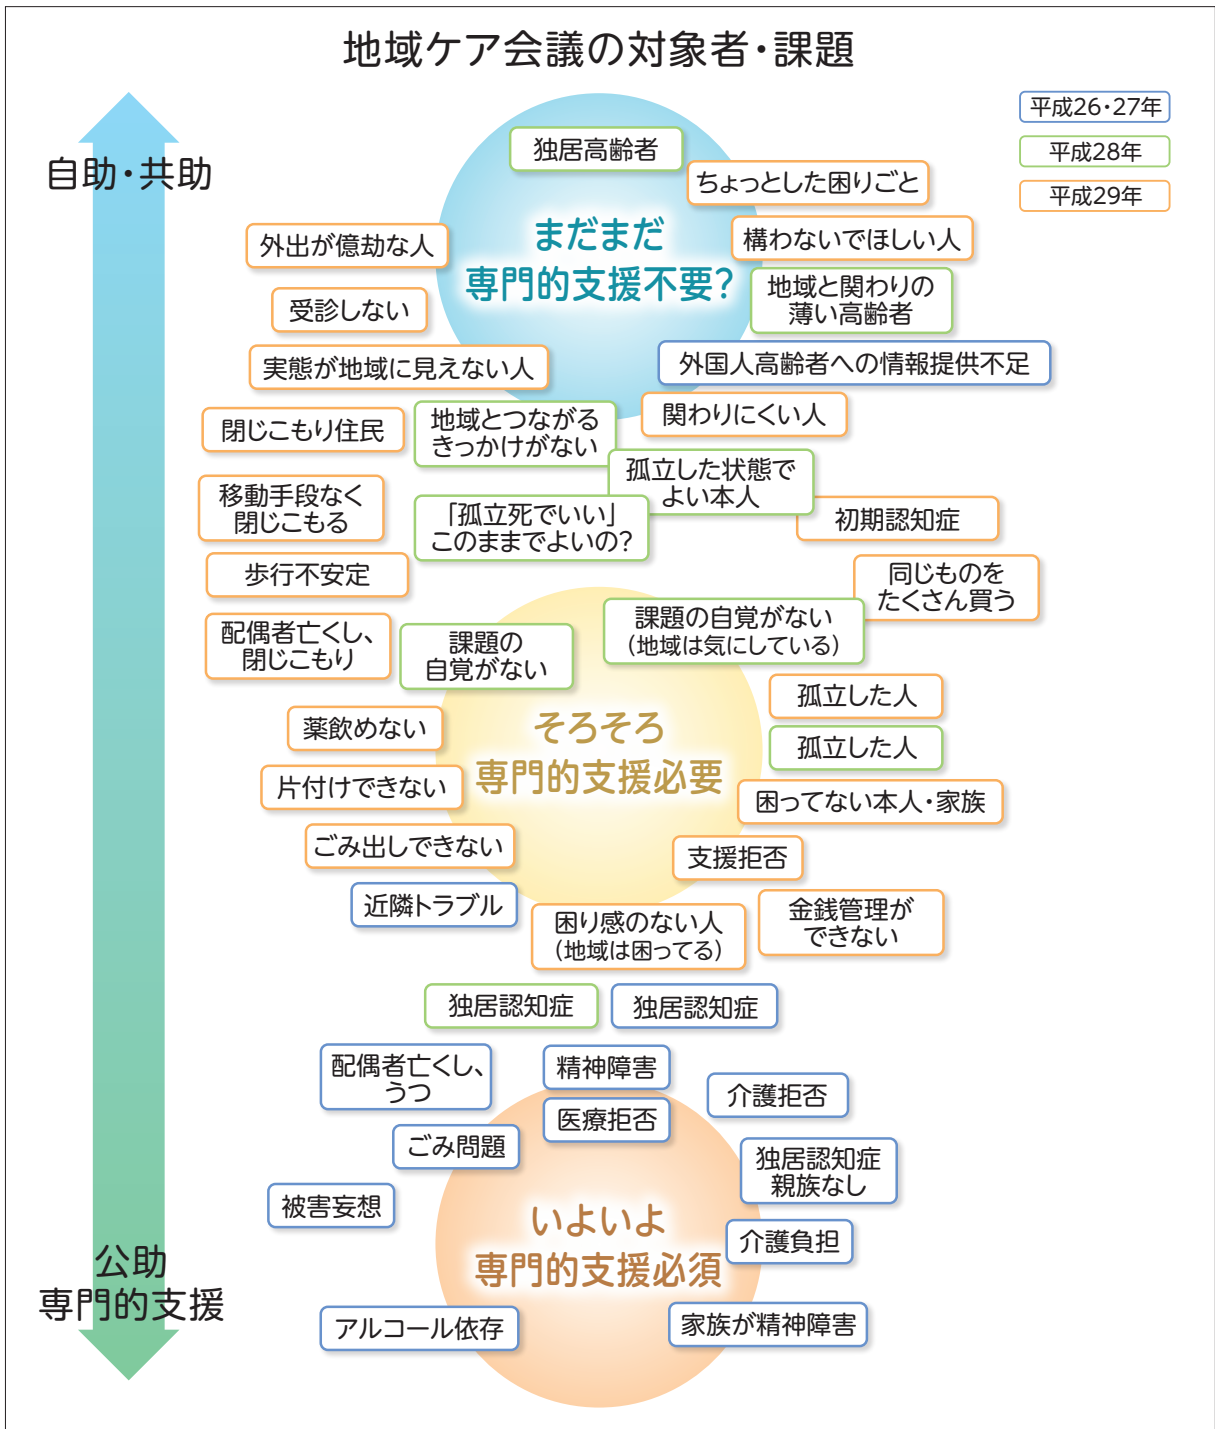 地域ケア会議の対象者・課題
平成26・27年
平成28年
平成29年
自助・共助
独居高齢者
ちょっとした困りごと
まだまだ
専門的支援不要？
外出が億劫な人
構わないでほしい人
受診しない
地域と関わりの
薄い高齢者
実態が地域に見えない人
外国人高齢者への情報提供不足
閉じこもり住民
地域とつながる
きっかけがない
関わりにくい人
孤立した状態で
よい本人
移動手段なく
閉じこもる
「孤立死でいい」
このままでよいの？
初期認知症
歩行不安定
同じものを
たくさん買う
配偶者亡くし、
閉じこもり
課題の
自覚がない
課題の自覚がない
（地域は気にしている）
孤立した人
薬飲めない
そろそろ
専門的支援必要
孤立した人
片付けできない
困ってない本人・家族
ごみ出しできない
支援拒否
近隣トラブル
困り感のない人
（地域は困ってる）
金銭管理が
できない
独居認知症
独居認知症
配偶者亡くし、
うつ
精神障害
介護拒否
医療拒否
ごみ問題
独居認知症
親族なし
被害妄想
いよいよ
専門的支援必須
介護負担
公助
専門的支援
アルコール依存
家族が精神障害